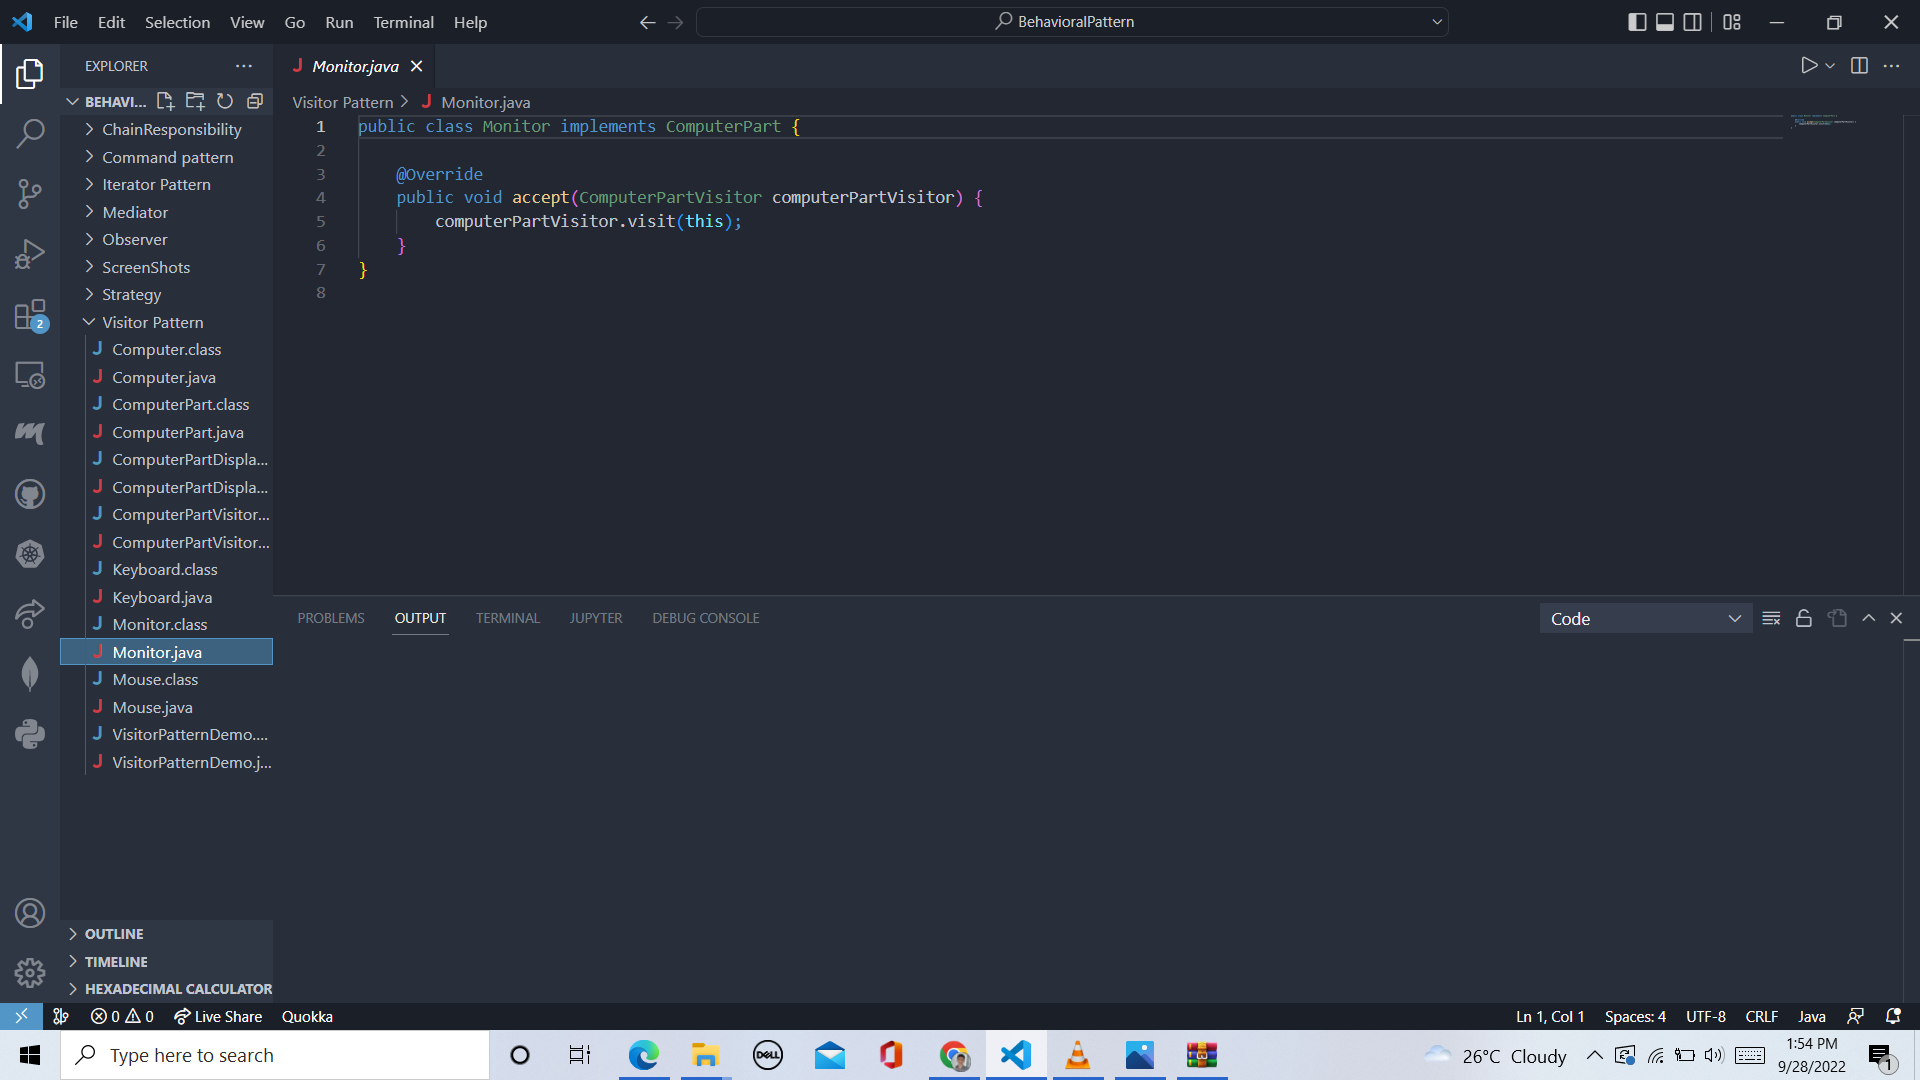 File Edit Selection View Go Run Terminal Help
BehavioralPattern
EXPLORER
Monitor.java
BEHAVI...
Visitor Pattern > Monitor.java
ChainResponsibility
Command pattern
Iterator Pattern
Mediator
Observer
ScreenShots
Strategy
Visitor Pattern
Computer.class
Computer.java
ComputerPart.class
ComputerPart.java
ComputerPartDispla...
ComputerPartDispla...
ComputerPartVisitor...
ComputerPartVisitor...
Keyboard.class
Keyboard.java
Monitor.class
Monitor.java
Mouse.class
Mouse.java
VisitorPatternDemo....
VisitorPatternDemo.j...
OUTLINE
TIMELINE
HEXADECIMAL CALCULATOR
2
1 public class Monitor implements ComputerPart {
2
3 @Override
4 public void accept(ComputerPartVisitor computerPartVisitor) {
5 computerPartVisitor.visit(this);
6 }
7 }
8
PROBLEMS OUTPUT TERMINAL JUPYTER DEBUG CONSOLE
Code
0 0 Live Share Quokka
Ln 1, Col 1 Spaces: 4 UTF-8 CRLF Java
Type here to search
DELL
26°C Cloudy
1:54 PM
9/28/2022
1